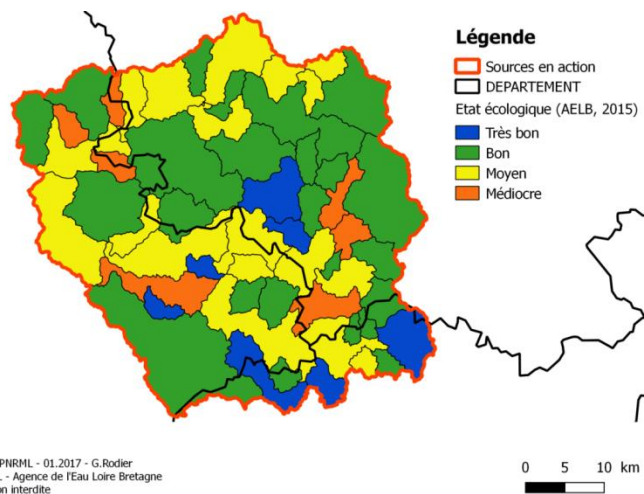 Légende
Sources en action
DEPARTEMENT
Etat écologique (AELB, 2015)
Très bon
Bon
Moyen
Médiocre
PNRML - 01.2017 - G.Rodier
- Agence de l'Eau Loire Bretagne
interdite
0 5 10 km